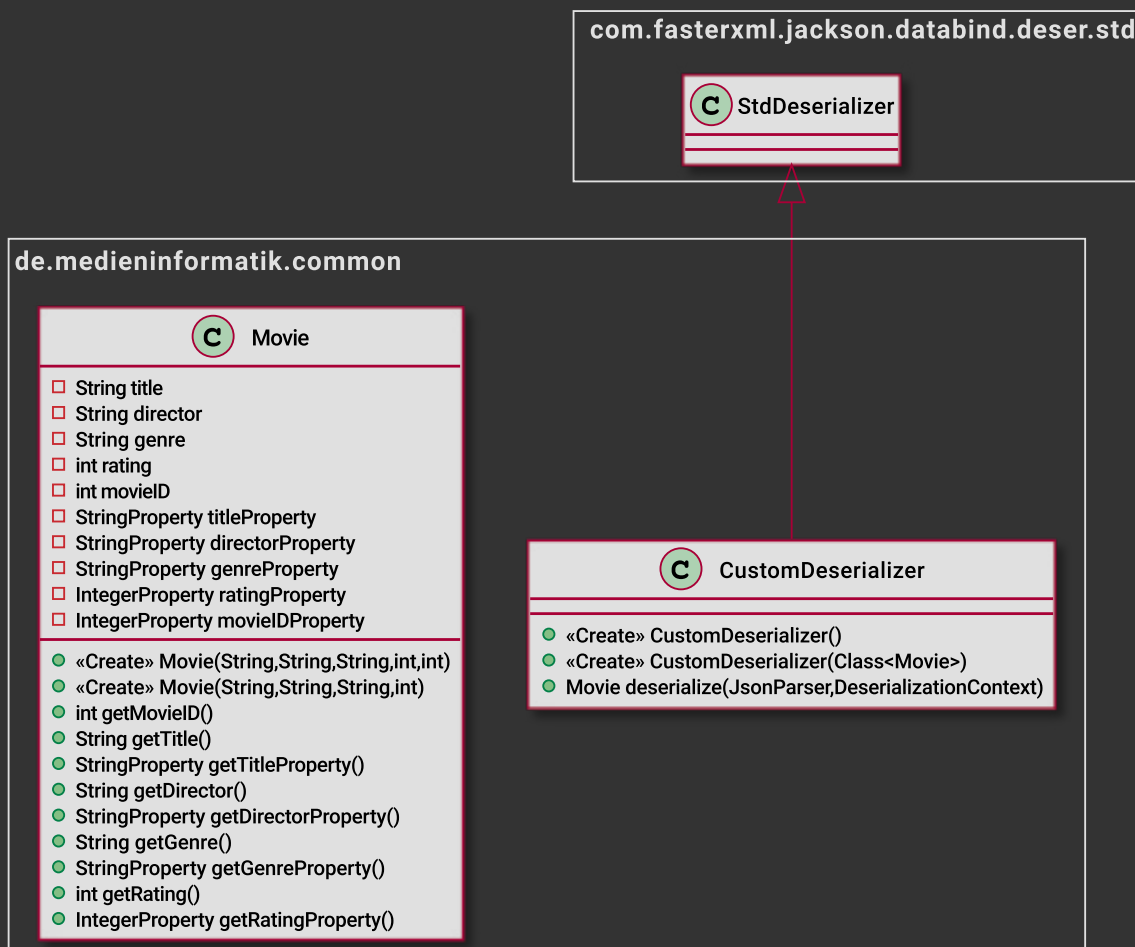 com.fasterxml.jackson.databind.deser.std
C StdDeserializer
de.medieninformatik.common
C Movie
String title
String director
String genre
int rating
int movieID
StringProperty titleProperty
StringProperty directorProperty
StringProperty genreProperty
IntegerProperty ratingProperty
IntegerProperty movieIDProperty
«Create» Movie(String,String,String,int,int)
«Create» Movie(String,String,String,int)
int getMovieID()
String getTitle()
StringProperty getTitleProperty()
String getDirector()
StringProperty getDirectorProperty()
String getGenre()
StringProperty getGenreProperty()
int getRating()
IntegerProperty getRatingProperty()
C CustomDeserializer
«Create» CustomDeserializer()
«Create» CustomDeserializer(Class<Movie>)
Movie deserialize(JsonParser,DeserializationContext)